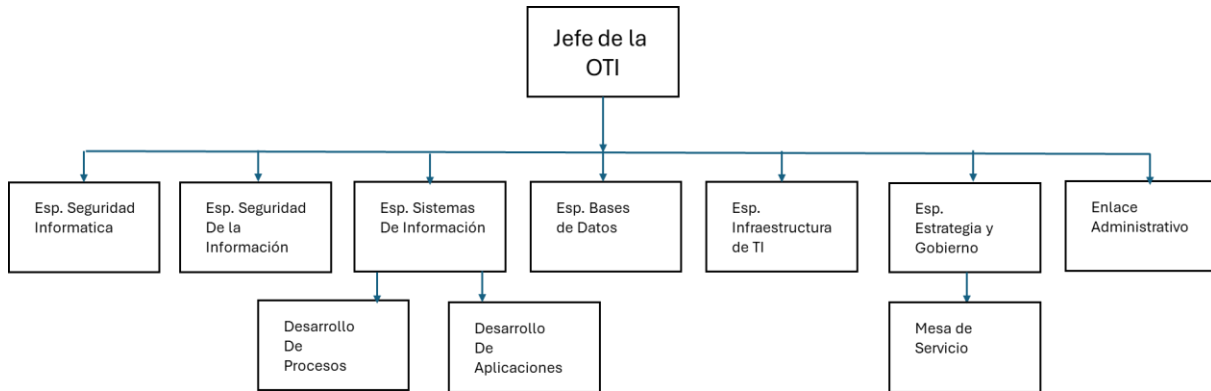 Jefe de la
OTI
Esp. Seguridad
Informatica
Esp. Seguridad
De la
Información
Esp. Sistemas
De Información
Esp. Bases
de Datos
Esp.
Infraestructura
de TI
Esp.
Estrategia y
Gobierno
Enlace
Administrativo
Desarrollo
De
Procesos
Desarrollo
De
Aplicaciones
Mesa de
Servicio